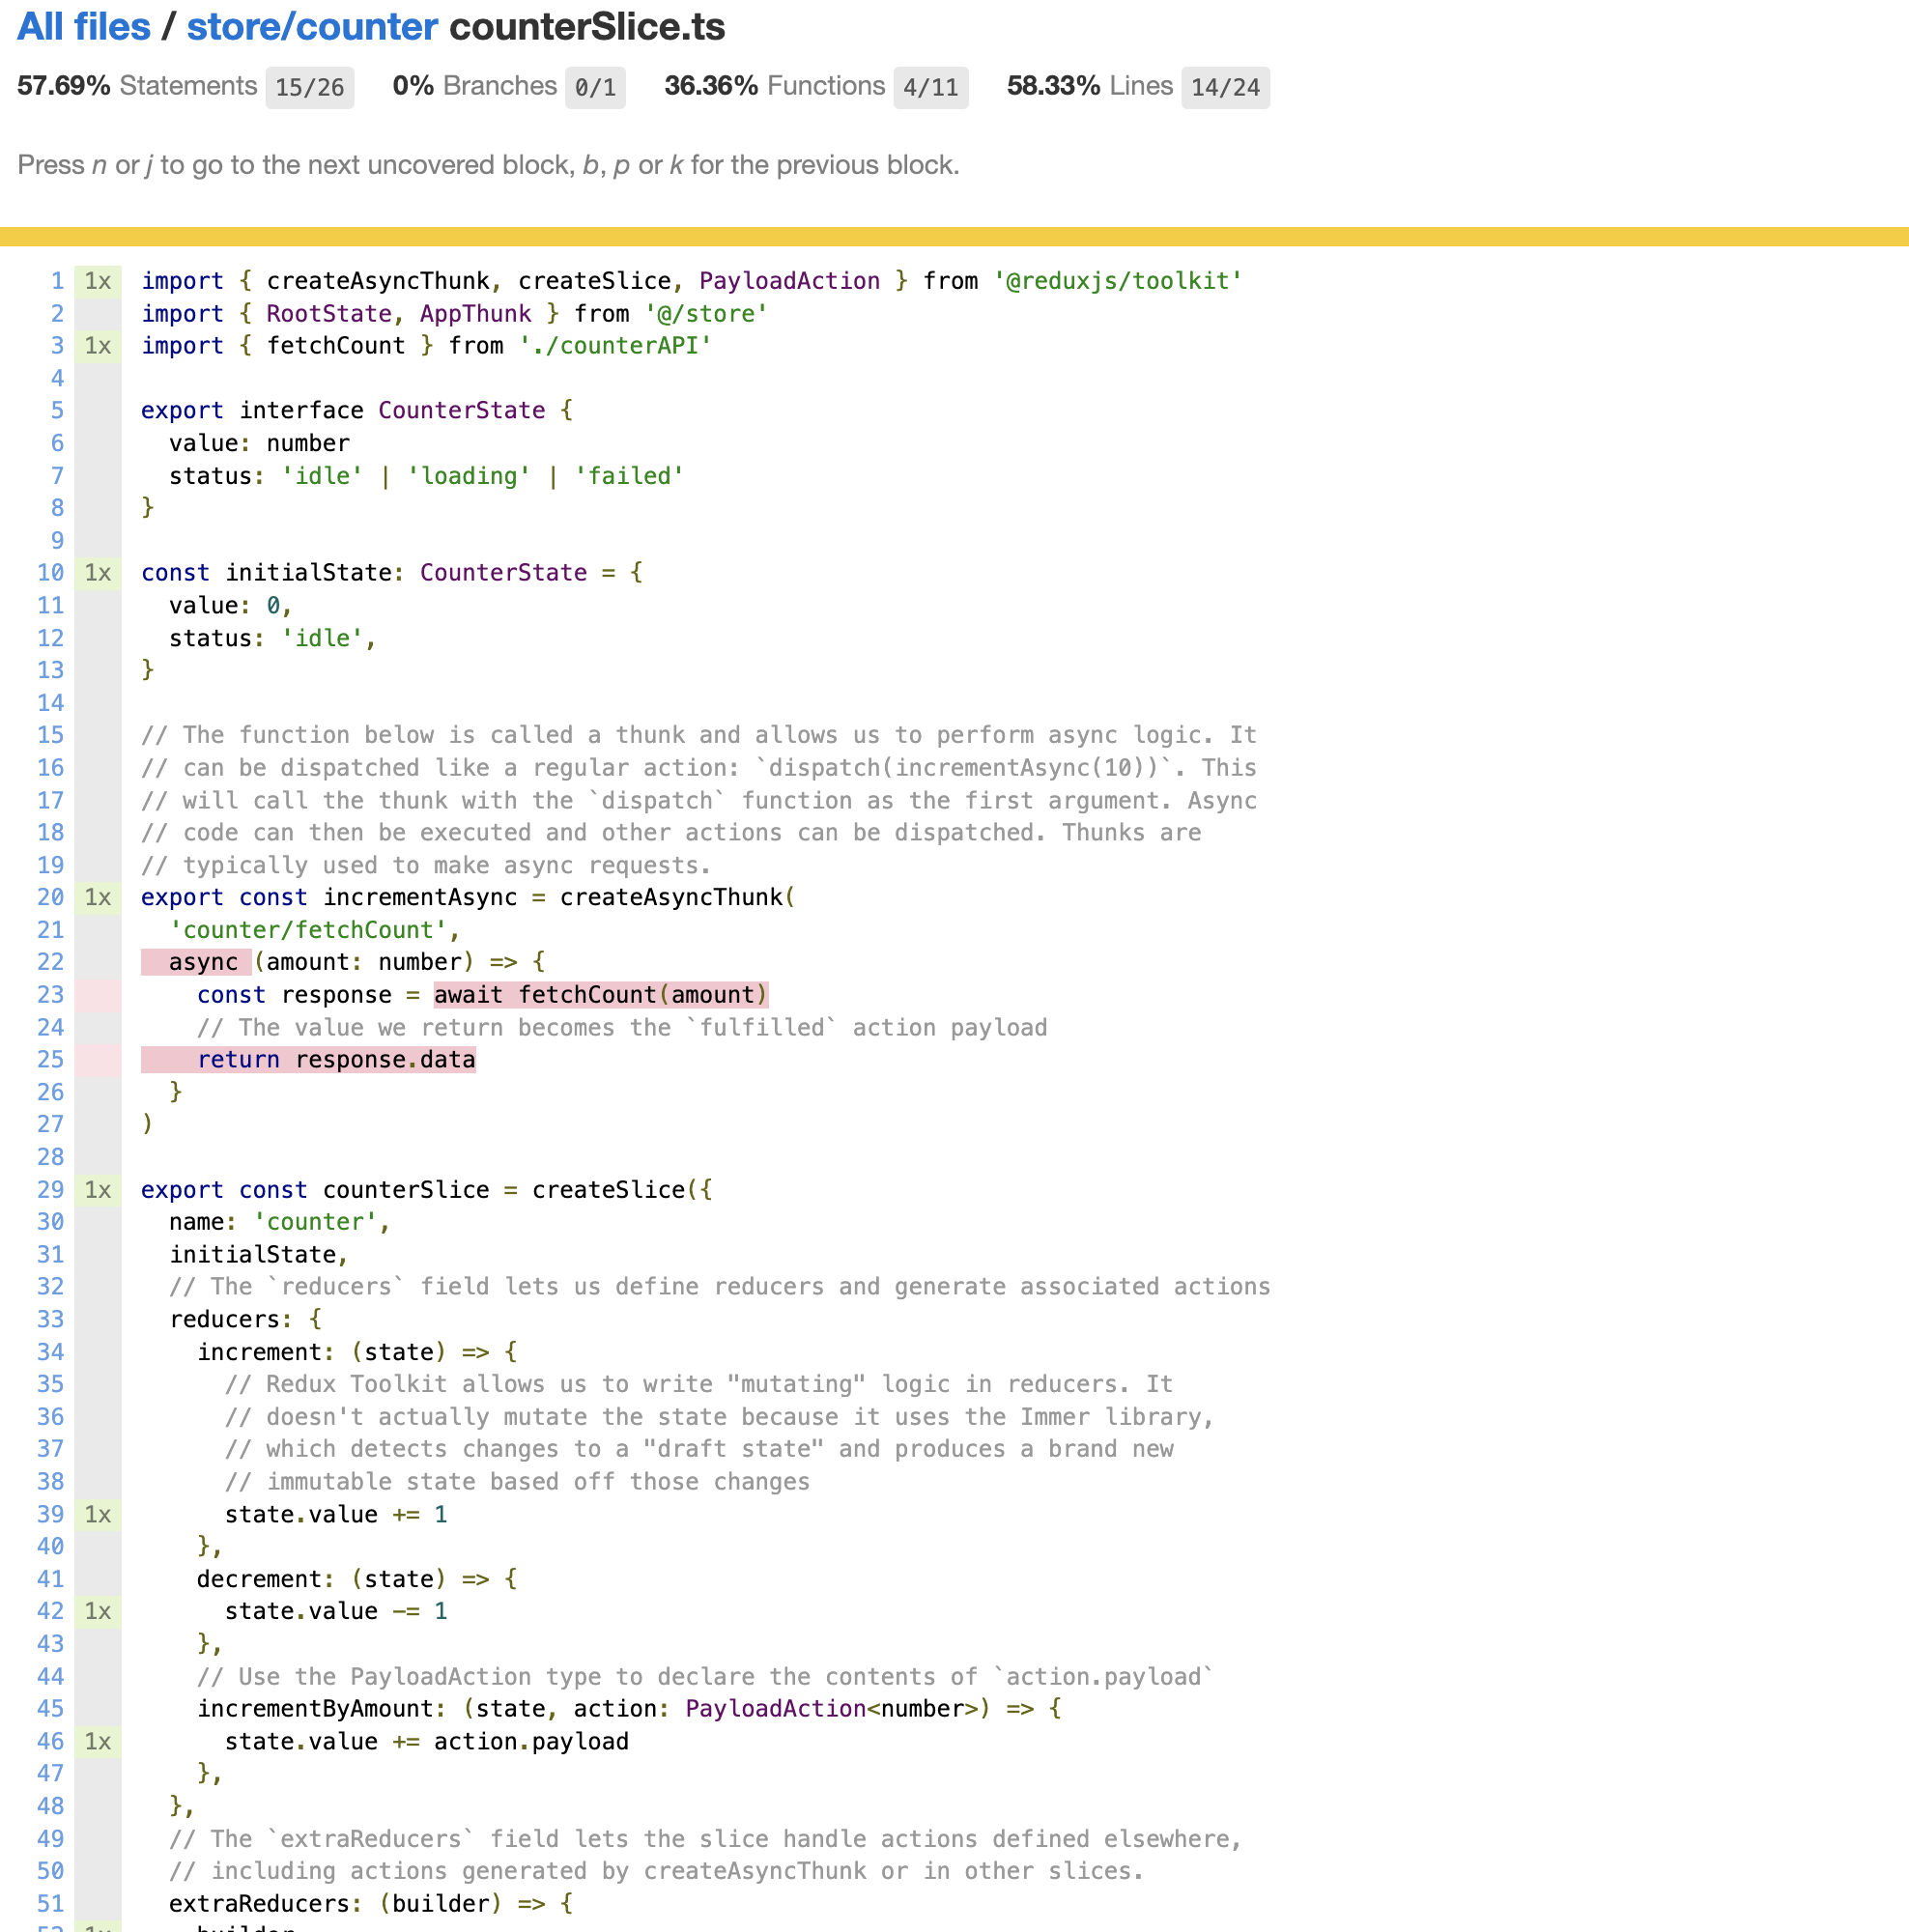 All files / store/counter counterSlice.ts
57.69% Statements 15/26 0% Branches 0/1 36.36% Functions 4/11 58.33% Lines 14/24
Press n or j to go to the next uncovered block, b, p or k for the previous block.
1 1x import { createAsyncThunk, createSlice, PayloadAction } from '@reduxjs/toolkit'
2 import { RootState, AppThunk } from '@/store'
3 1x import { fetchCount } from './counterAPI'
4
5 export interface CounterState {
6 value: number
7 status: 'idle' | 'loading' | 'failed'
8 }
9
10 1x const initialState: CounterState = {
11 value: 0,
12 status: 'idle',
13 }
14
15 // The function below is called a thunk and allows us to perform async logic. It
16 // can be dispatched like a regular action: `dispatch(incrementAsync(10))`. This
17 // will call the thunk with the `dispatch` function as the first argument. Async
18 // code can then be executed and other actions can be dispatched. Thunks are
19 // typically used to make async requests.
20 1x export const incrementAsync = createAsyncThunk(
21 'counter/fetchCount',
22 async (amount: number) => {
23 const response = await fetchCount(amount)
24 // The value we return becomes the `fulfilled` action payload
25 return response.data
26 }
27 )
28
29 1x export const counterSlice = createSlice({
30 name: 'counter',
31 initialState,
32 // The `reducers` field lets us define reducers and generate associated actions
33 reducers: {
34 increment: (state) => {
35 // Redux Toolkit allows us to write "mutating" logic in reducers. It
36 // doesn't actually mutate the state because it uses the Immer library,
37 // which detects changes to a "draft state" and produces a brand new
38 // immutable state based off those changes
39 1x state.value += 1
40 },
41 decrement: (state) => {
42 1x state.value -= 1
43 },
44 // Use the PayloadAction type to declare the contents of `action.payload`
45 incrementByAmount: (state, action: PayloadAction<number>) => {
46 1x state.value += action.payload
47 },
48 },
49 // The `extraReducers` field lets the slice handle actions defined elsewhere,
50 // including actions generated by createAsyncThunk or in other slices.
51 extraReducers: (builder) => {